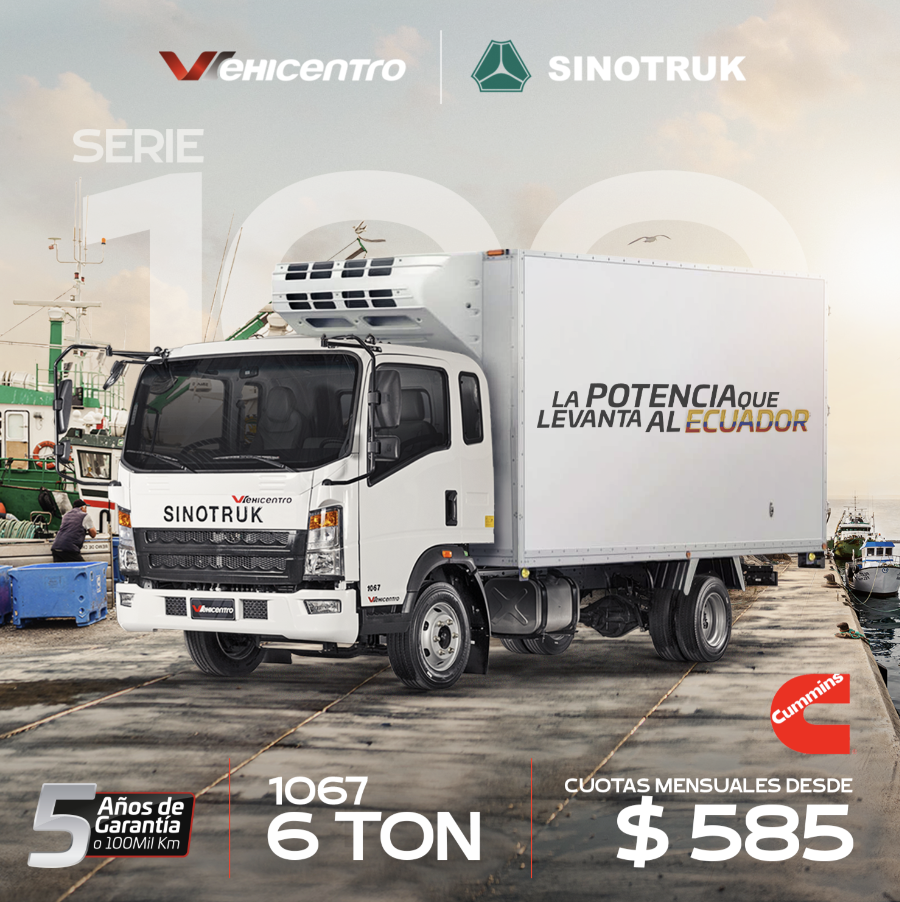 VEHICENTRO
SINOTRUK
SERIE
100
LA POTENCIA QUE
LEVANTA AL ECUADOR
VEHICENTRO
SINOTRUK
1067
VEHICENTRO
VEHICENTRO
Cummins
5 Años de
Garantía
o 100Mil Km
1067
6 TON
CUOTAS MENSUALES DESDE
$ 585